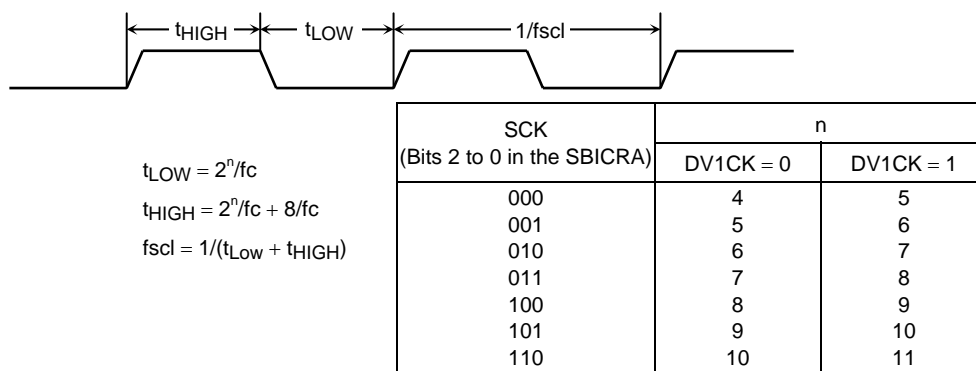 tHIGH tLOW 1/fscl
SCK
(Bits 2 to 0 in the SBICRA)
n
DV1CK = 0 DV1CK = 1
tLOW = 2^n/fc
tHIGH = 2^n/fc + 8/fc
fscl = 1/(tLow + tHIGH)
000 4 5
001 5 6
010 6 7
011 7 8
100 8 9
101 9 10
110 10 11